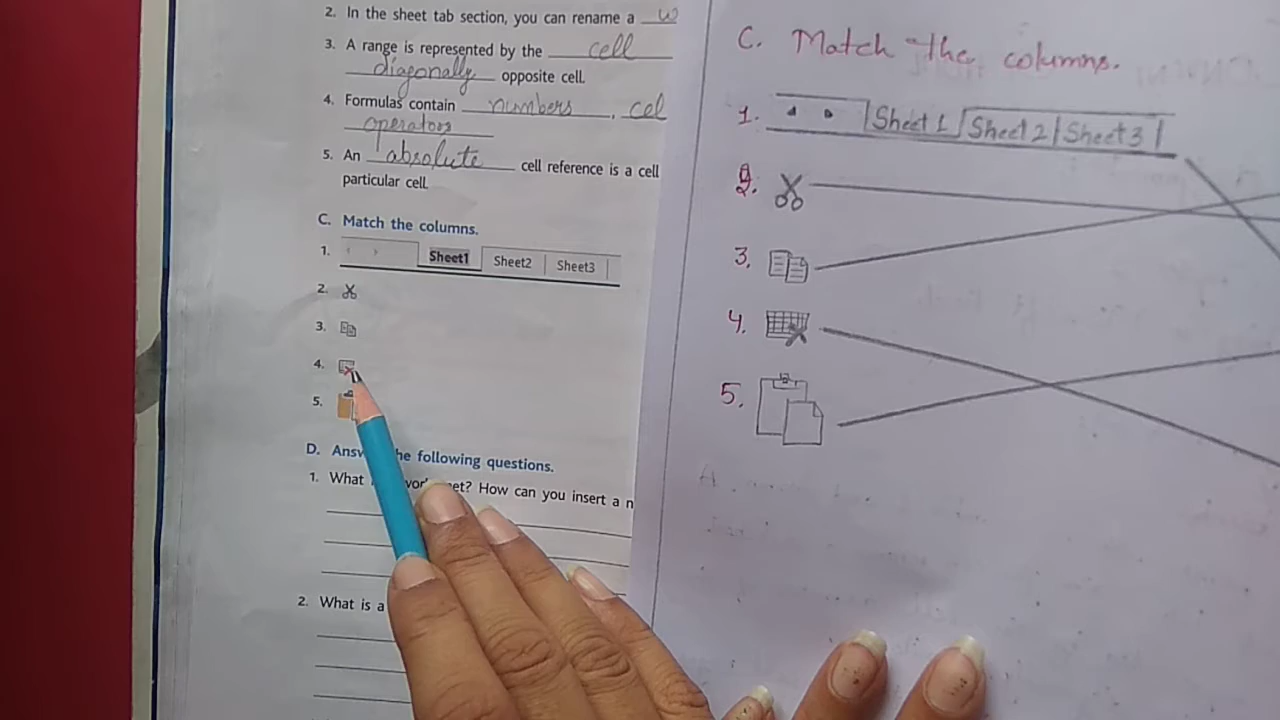 2. In the sheet tab section, you can rename a w
3. A range is represented by the cell
diagonally opposite cell.
4. Formulas contain numbers, cel
operators
5. An absolute cell reference is a cell
particular cell.
C. Match the columns.
1. Sheet1 Sheet2 Sheet3
2.
3.
4.
5.
D. Answ he following questions.
1. What et? How can you insert a n
2. What is a
C. Match the columns.
1. Sheet 1 Sheet 2 Sheet 3
2.
3.
4.
5.